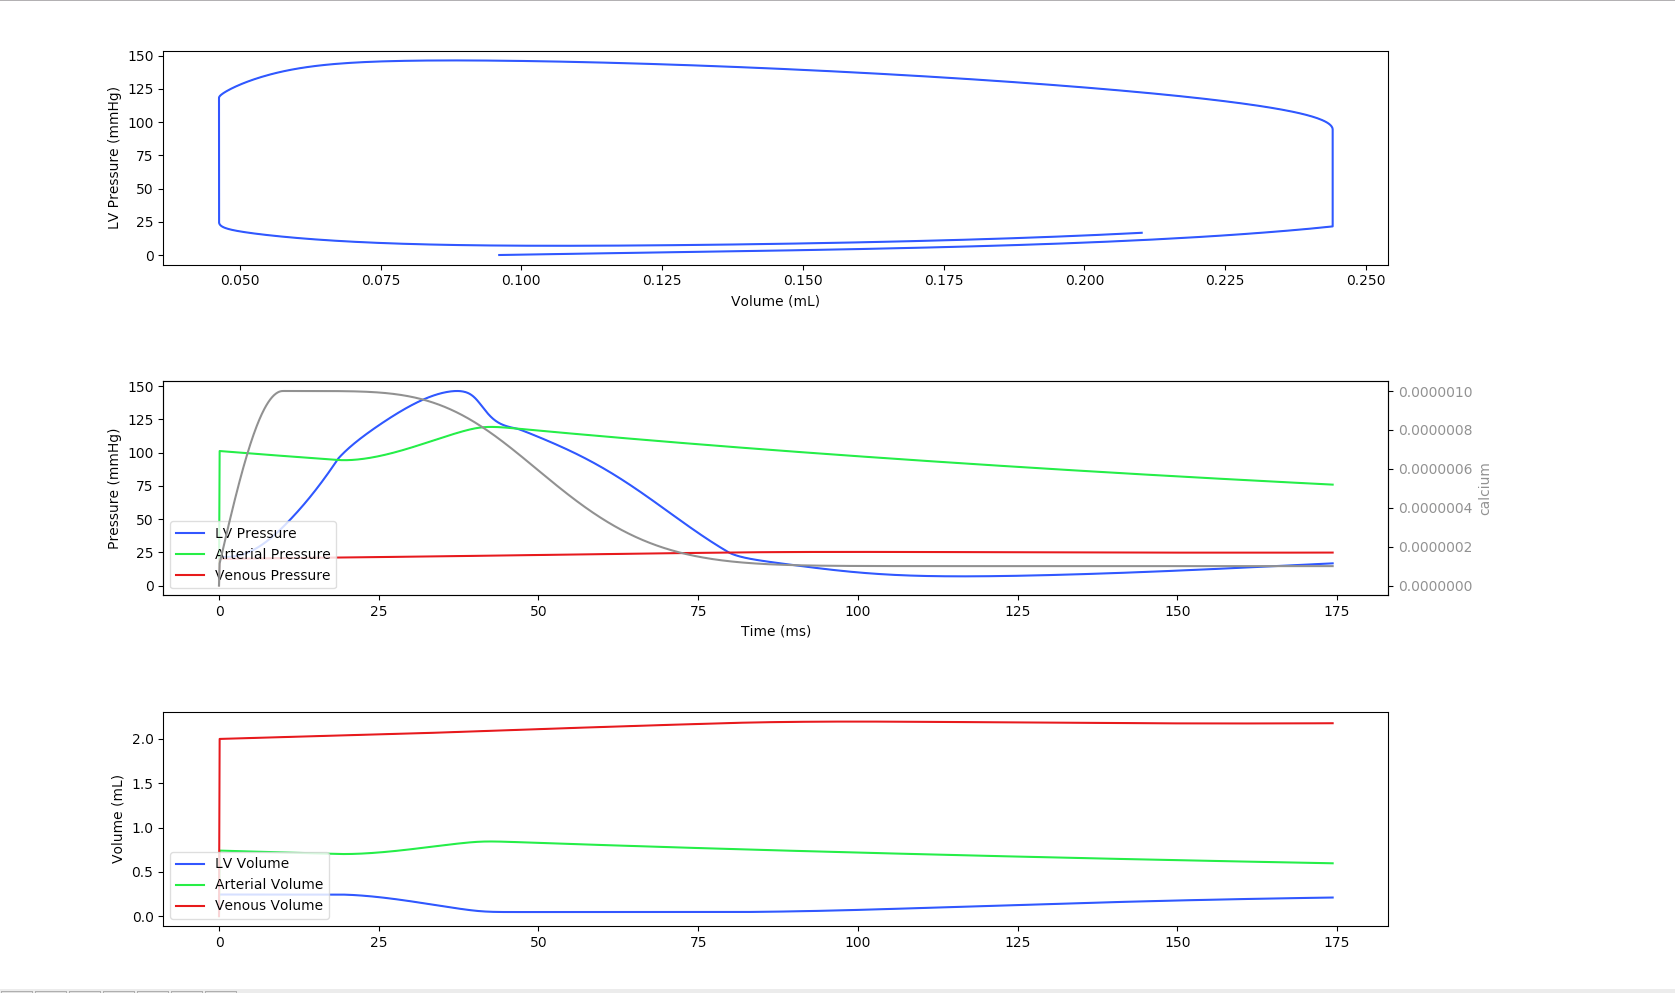 150
125
100
75
50
25
0
LV Pressure (mmHg)
0.050 0.075 0.100 0.125 0.150 0.175 0.200 0.225 0.250
Volume (mL)
150
125
100
75
50
25
0
Pressure (mmHg)
LV Pressure
Arterial Pressure
Venous Pressure
0.0000010
0.0000008
0.0000006
0.0000004
0.0000002
0.0000000
calcium
0 25 50 75 100 125 150 175
Time (ms)
2.0
1.5
1.0
0.5
0.0
Volume (mL)
LV Volume
Arterial Volume
Venous Volume
0 25 50 75 100 125 150 175